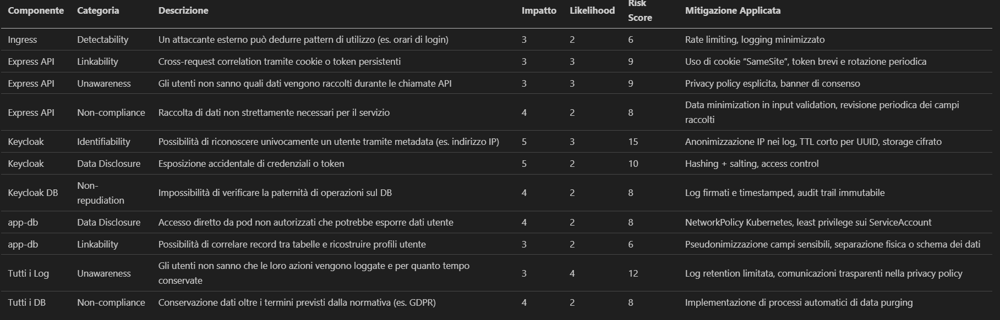 Componente Categoria Descrizione Impatto Likelihood Risk Score Mitigazione Applicata
Ingress Detectability Un attaccante esterno può dedurre pattern di utilizzo (es. orari di login) 3 2 6 Rate limiting, logging minimizzato
Express API Linkability Cross-request correlation tramite cookie o token persistenti 3 3 9 Uso di cookie “SameSite”, token brevi e rotazione periodica
Express API Unawareness Gli utenti non sanno quali dati vengono raccolti durante le chiamate API 3 3 9 Privacy policy esplicita, banner di consenso
Express API Non-compliance Raccolta di dati non strettamente necessari per il servizio 4 2 8 Data minimization in input validation, revisione periodica dei campi
raccolti
Keycloak Identifiability Possibilità di riconoscere univocamente un utente tramite metadata (es. indirizzo IP) 5 3 15 Anonimizzazione IP nei log, TTL corto per UUID, storage cifrato
Keycloak Data Disclosure Esposizione accidentale di credenziali o token 5 2 10 Hashing + salting, access control
Keycloak DB Non-
repudiation Impossibilità di verificare la paternità di operazioni sul DB 4 2 8 Log firmati e timestamped, audit trail immutabile
app-db Data Disclosure Accesso diretto da pod non autorizzati che potrebbe esporre dati utente 4 2 8 NetworkPolicy Kubernetes, least privilege sui ServiceAccount
app-db Linkability Possibilità di correlare record tra tabelle e ricostruire profili utente 3 2 6 Pseudonimizzazione campi sensibili, separazione fisica o schema dei dati
Tutti i Log Unawareness Gli utenti non sanno che le loro azioni vengono loggate e per quanto tempo
conservate 3 4 12 Log retention limitata, comunicazioni trasparenti nella privacy policy
Tutti i DB Non-compliance Conservazione dati oltre i termini previsti dalla normativa (es. GDPR) 4 2 8 Implementazione di processi automatici di data purging